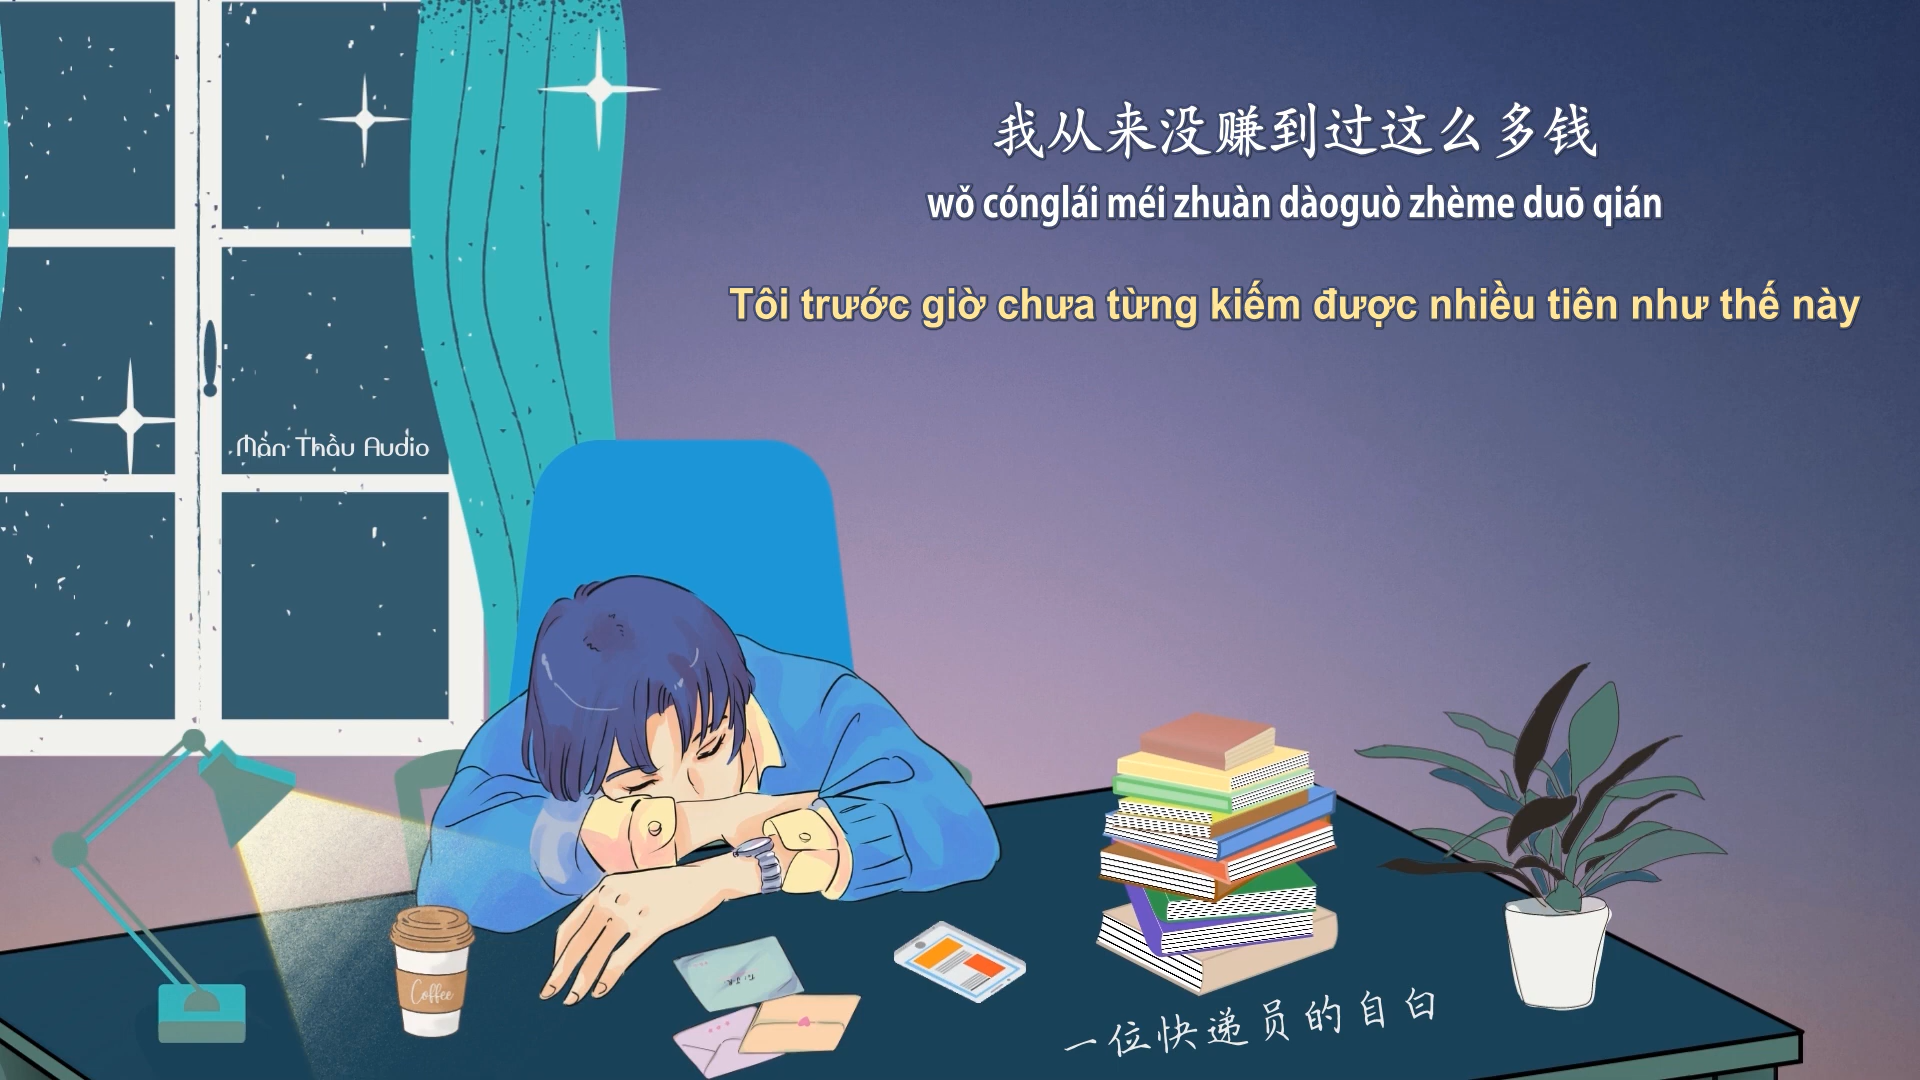 我从来没赚到过这么多钱
wǒ cónglái méi zhuàn dàoguò zhème duō qián
Tôi trước giờ chưa từng kiếm được nhiều tiên như thế này
Màn Thầu Audio
Coffee
一位快递员的自白